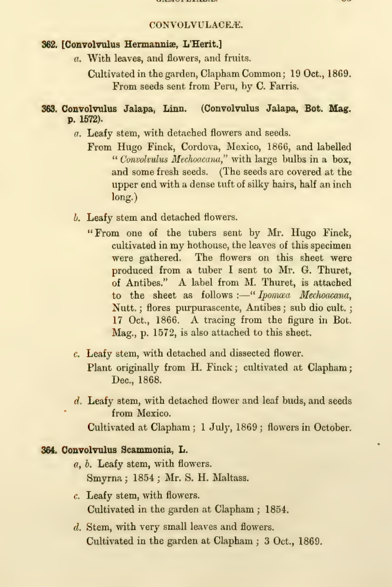 CONVOLVULACEÆ.
362. [Convolvulus Hermanniæ, L'Herit.]
a. With leaves, and flowers, and fruits.
Cultivated in the garden, Clapham Common; 19 Oct., 1869.
From seeds sent from Peru, by C. Farris.
363. Convolvulus Jalapa, Linn. (Convolvulus Jalapa, Bot. Mag.
p. 1572).
a. Leafy stem, with detached flowers and seeds.
From Hugo Finck, Cordova, Mexico, 1866, and labelled
"Convolvulus Mechoacana," with large bulbs in a box,
and some fresh seeds. (The seeds are covered at the
upper end with a dense tuft of silky hairs, half an inch
long.)
b. Leafy stem and detached flowers.
"From one of the tubers sent by Mr. Hugo Finck,
cultivated in my hothouse, the leaves of this specimen
were gathered. The flowers on this sheet were
produced from a tuber I sent to Mr. G. Thuret,
of Antibes." A label from M. Thuret, is attached
to the sheet as follows :—"Ipomœa Mechoacana,
Nutt.; flores purpurascente, Antibes; sub dio cult.;
17 Oct., 1866. A tracing from the figure in Bot.
Mag., p. 1572, is also attached to this sheet.
c. Leafy stem, with detached and dissected flower.
Plant originally from H. Finck; cultivated at Clapham;
Dec., 1868.
d. Leafy stem, with detached flower and leaf buds, and seeds
from Mexico.
Cultivated at Clapham; 1 July, 1869; flowers in October.
364. Convolvulus Scammonia, L.
a, b. Leafy stem, with flowers.
Smyrna; 1854; Mr. S. H. Maltass.
c. Leafy stem, with flowers.
Cultivated in the garden at Clapham; 1854.
d. Stem, with very small leaves and flowers.
Cultivated in the garden at Clapham; 3 Oct., 1869.